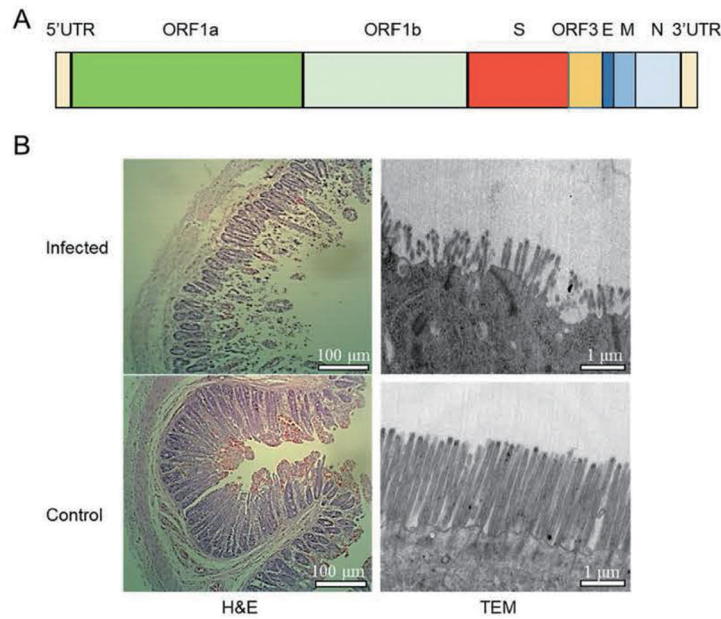 A
5'UTR ORF1a ORF1b S ORF3 E M N 3'UTR
B
Infected
100 μm
1 μm
Control
100 μm
1 μm
H&E
TEM